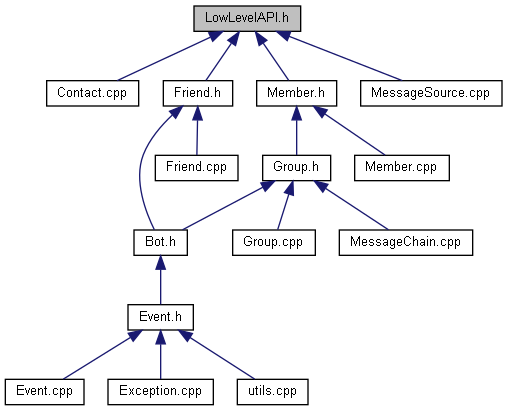 LowLevelAPI.h
Contact.cpp
Friend.h
Member.h
MessageSource.cpp
Friend.cpp
Group.h
Member.cpp
Bot.h
Group.cpp
MessageChain.cpp
Event.h
Event.cpp
Exception.cpp
utils.cpp